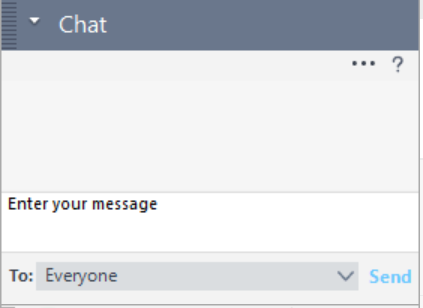 Chat
... ?
Enter your message
To: Everyone Send